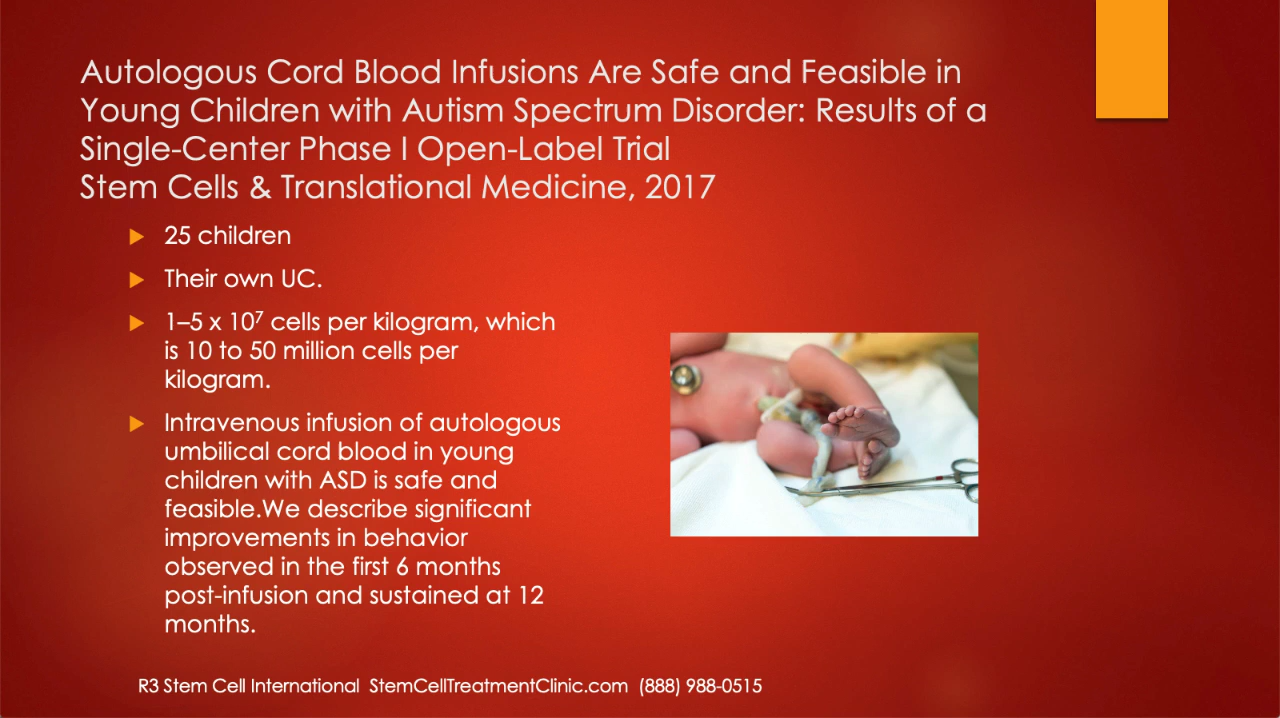 Autologous Cord Blood Infusions Are Safe and Feasible in
Young Children with Autism Spectrum Disorder: Results of a
Single-Center Phase I Open-Label Trial
Stem Cells & Translational Medicine, 2017
25 children
Their own UC.
1–5 x 10⁷ cells per kilogram, which
is 10 to 50 million cells per
kilogram.
Intravenous infusion of autologous
umbilical cord blood in young
children with ASD is safe and
feasible.We describe significant
improvements in behavior
observed in the first 6 months
post-infusion and sustained at 12
months.
R3 Stem Cell International StemCellTreatmentClinic.com (888) 988-0515